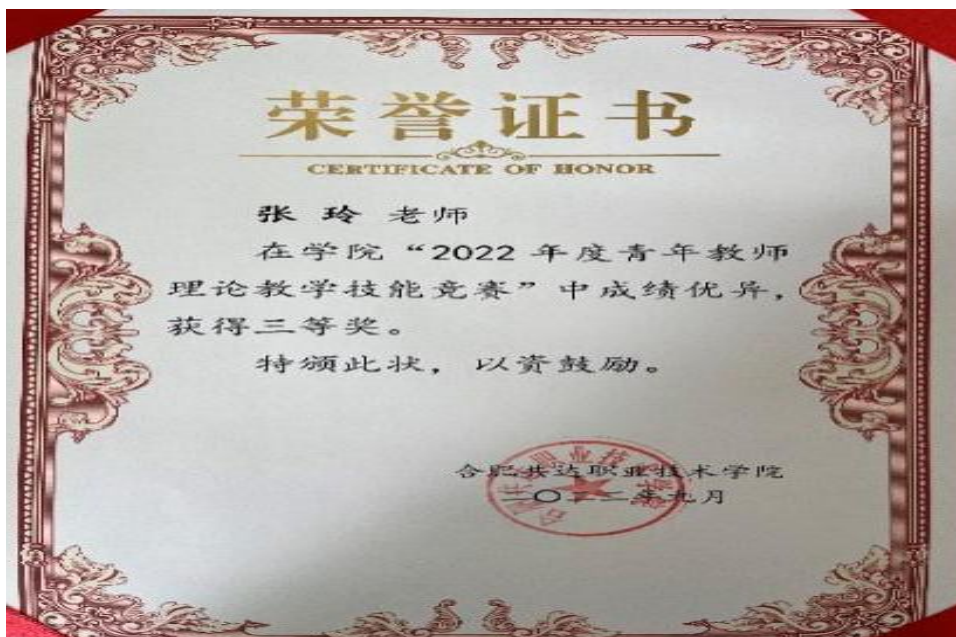 荣誉证书
CERTIFICATE OF HONOR
张 玲 老师
在学院“2022 年度青年教师
理论教学技能竞赛”中成绩优异，
获得三等奖。
特颁此状，以资鼓励。
合肥共达职业技术学院
二〇二二年九月